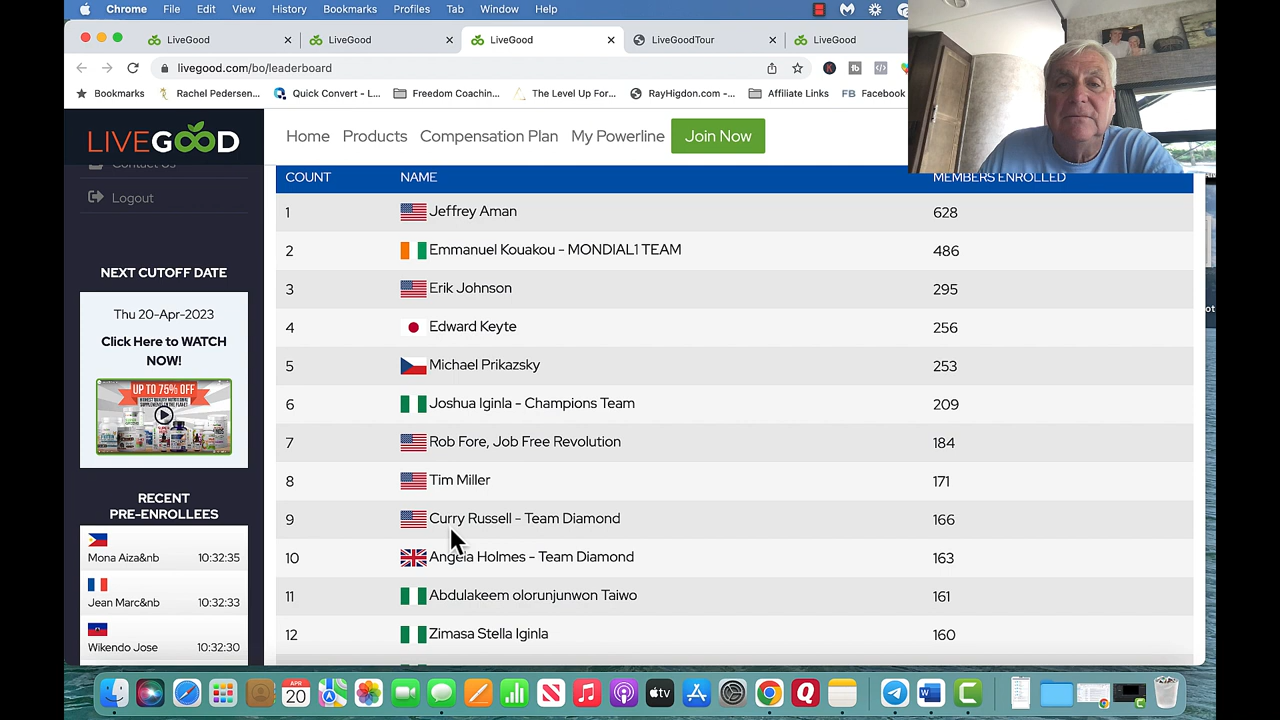 Chrome File Edit View History Bookmarks Profiles Tab Window Help
LiveGood LiveGood LiveGood LiveGoodTour LiveGood
livegood.com/bo/leaderboard
Bookmarks Rachel Pedersen... Quick Convert - L... Freedom Coachin... The Level Up For... RayHigdon.com -... Affiliate Links FB Facebook
LIVEGOOD
Home Products Compensation Plan My Powerline Join Now
Contact Us
Logout
NEXT CUTOFF DATE
Thu 20-Apr-2023
Click Here to WATCH
NOW!
UP TO 75% OFF
RECENT
PRE-ENROLLEES
Mona Aiza&nb 10:32:35
Jean Marc&nb 10:32:33
Wikendo Jose 10:32:30
COUNT NAME MEMBERS ENROLLED
1 Jeffrey Aman 628
2 Emmanuel Kouakou - MONDIAL1 TEAM 486
3 Erik Johnson 295
4 Edward Keyte 256
5 Michael Prikazsky 253
6 Joshua Iginla - Champions Team 209
7 Rob Fore, Job Free Revolution 184
8 Tim Miller 171
9 Curry Russell - Team Diamond 166
10 Angela Holmes - Team Diamond 163
11 Abdulakeem olorunjunwon Taiwo 161
12 Zimasa Stella Iginla 160
APR
20
tv